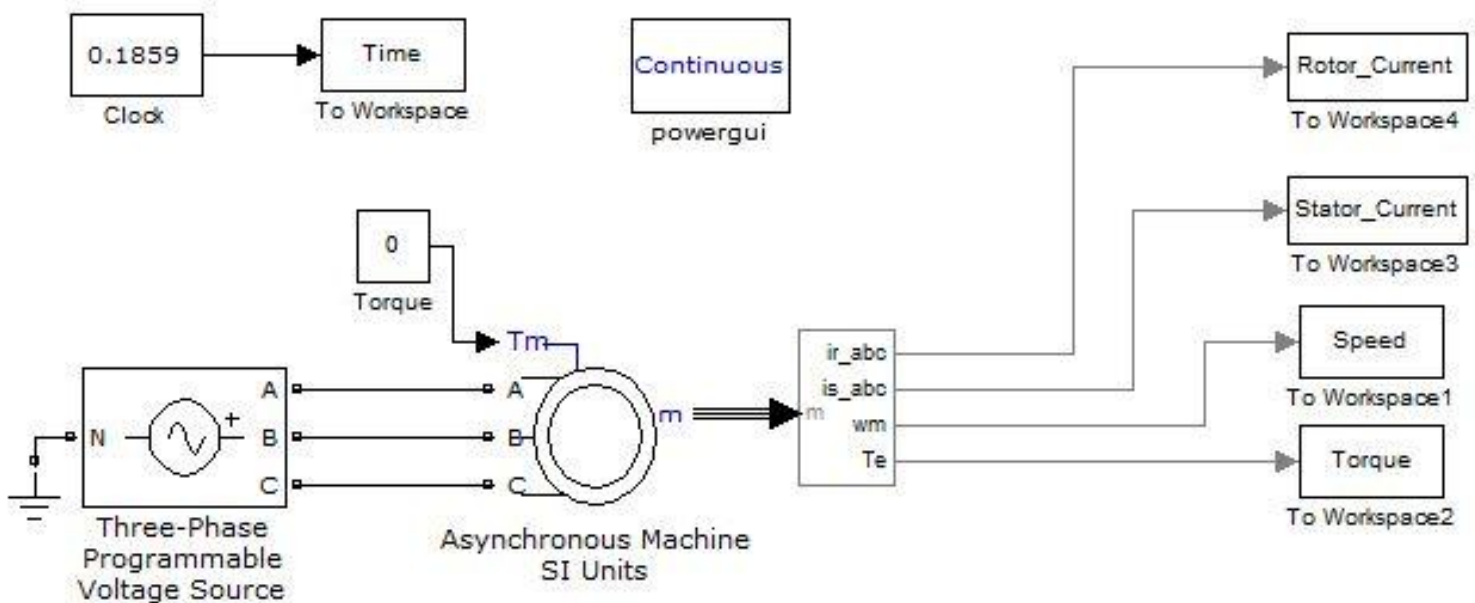 0.1859
Clock
Time
To Workspace
Continuous
powergui
Rotor_Current
To Workspace4
Stator_Current
To Workspace3
0
Torque
Speed
To Workspace1
Torque
To Workspace2
Tm
A
B
C
m
m
ir_abc
is_abc
wm
Te
N
+
A
B
C
Three-Phase
Programmable
Voltage Source
Asynchronous Machine
SI Units